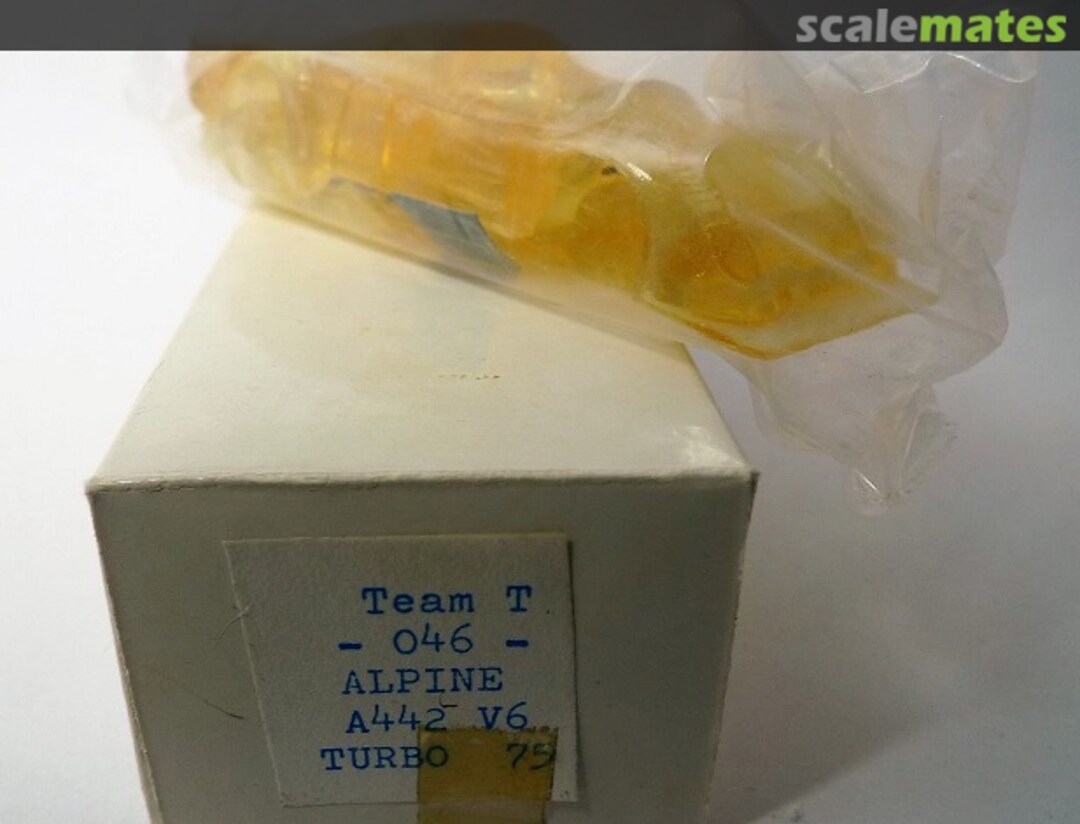 scalemates
Team T.
- 046 -
ALPINE
A442 V6
TURBO 75